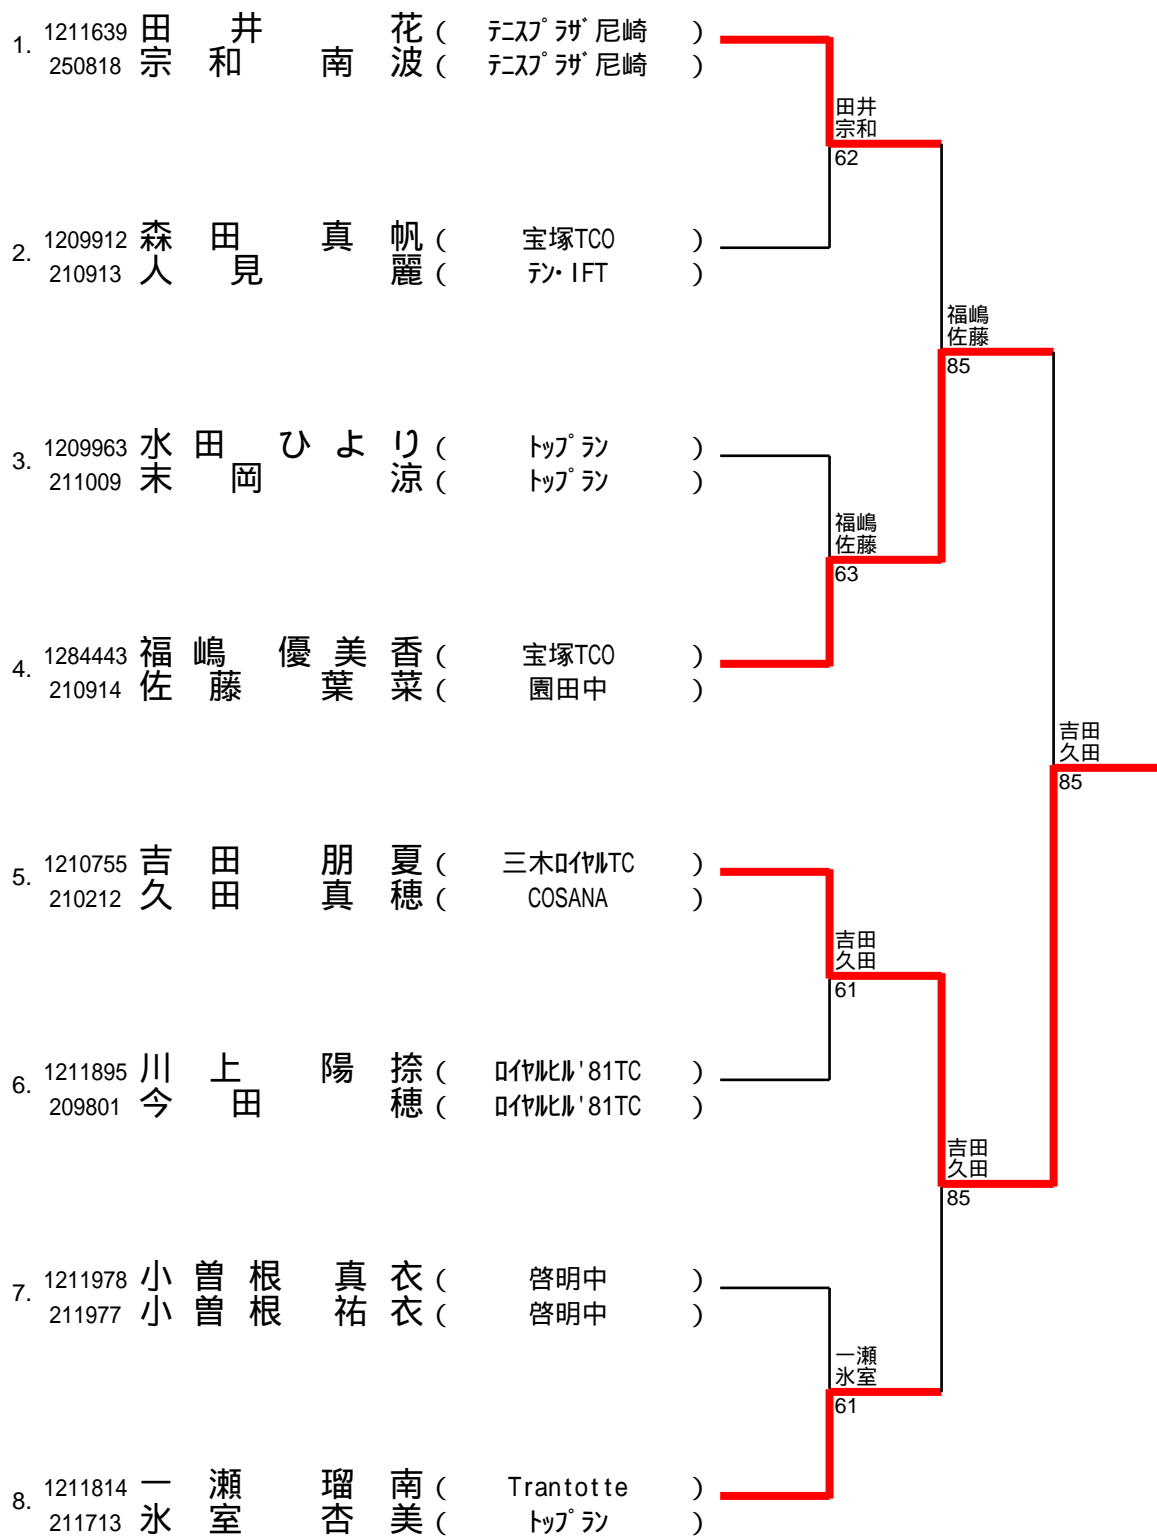 1. 1211639 田井 花 ( テニスプラザ尼崎 )
250818 宗和 南波 ( テニスプラザ尼崎 )
田井
宗和
62
2. 1209912 森田 真帆 ( 宝塚TCO )
210913 人見 麗 ( テン・IFT )
福嶋
佐藤
85
3. 1209963 水田 ひより ( トップラン )
211009 末岡 涼 ( トップラン )
福嶋
佐藤
63
4. 1284443 福嶋 優美香 ( 宝塚TCO )
210914 佐藤 葉菜 ( 園田中 )
吉田
久田
85
5. 1210755 吉田 朋夏 ( 三木ロイヤルTC )
210212 久田 真穂 ( COSANA )
吉田
久田
61
6. 1211895 川上 陽捺 ( ロイヤルヒル'81TC )
209801 今田 穂 ( ロイヤルヒル'81TC )
吉田
久田
85
7. 1211978 小曽根 真衣 ( 啓明中 )
211977 小曽根 祐衣 ( 啓明中 )
一瀬
氷室
61
8. 1211814 一瀬 瑠南 ( Trantotte )
211713 氷室 杏美 ( トップラン )